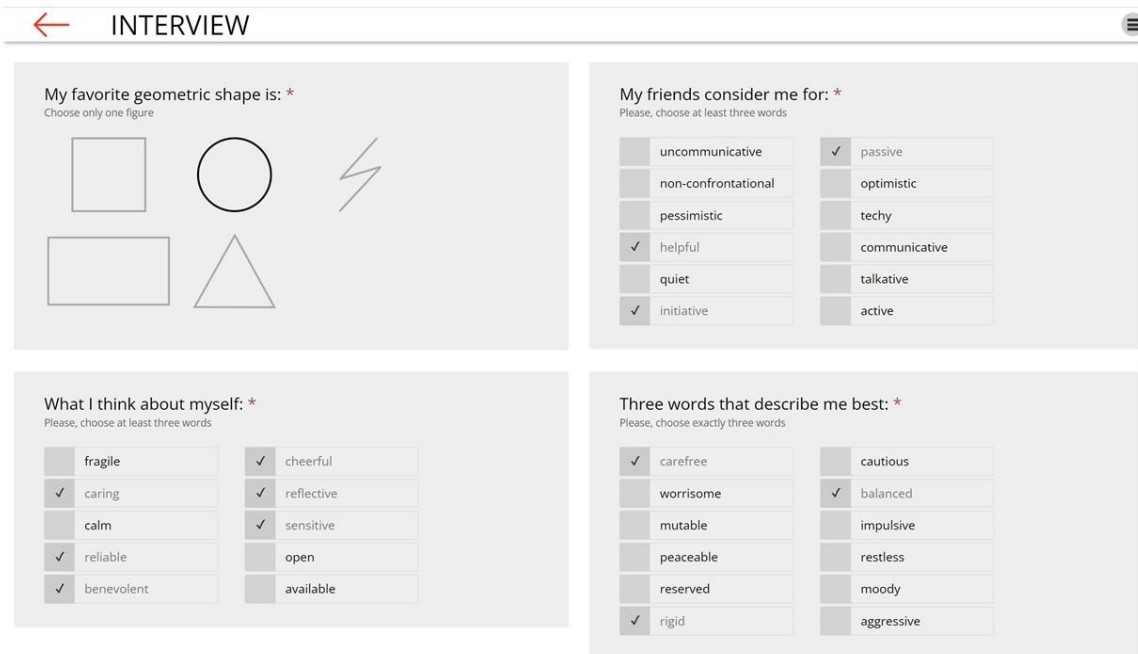 INTERVIEW
My favorite geometric shape is: *
Choose only one figure
My friends consider me for: *
Please, choose at least three words
uncommunicative
✓ passive
non-confrontational
optimistic
pessimistic
techy
✓ helpful
communicative
quiet
talkative
✓ initiative
active
What I think about myself: *
Please, choose at least three words
fragile
✓ cheerful
✓ caring
✓ reflective
calm
✓ sensitive
✓ reliable
open
✓ benevolent
available
Three words that describe me best: *
Please, choose exactly three words
✓ carefree
cautious
worrisome
✓ balanced
mutable
impulsive
peaceable
restless
reserved
moody
✓ rigid
aggressive